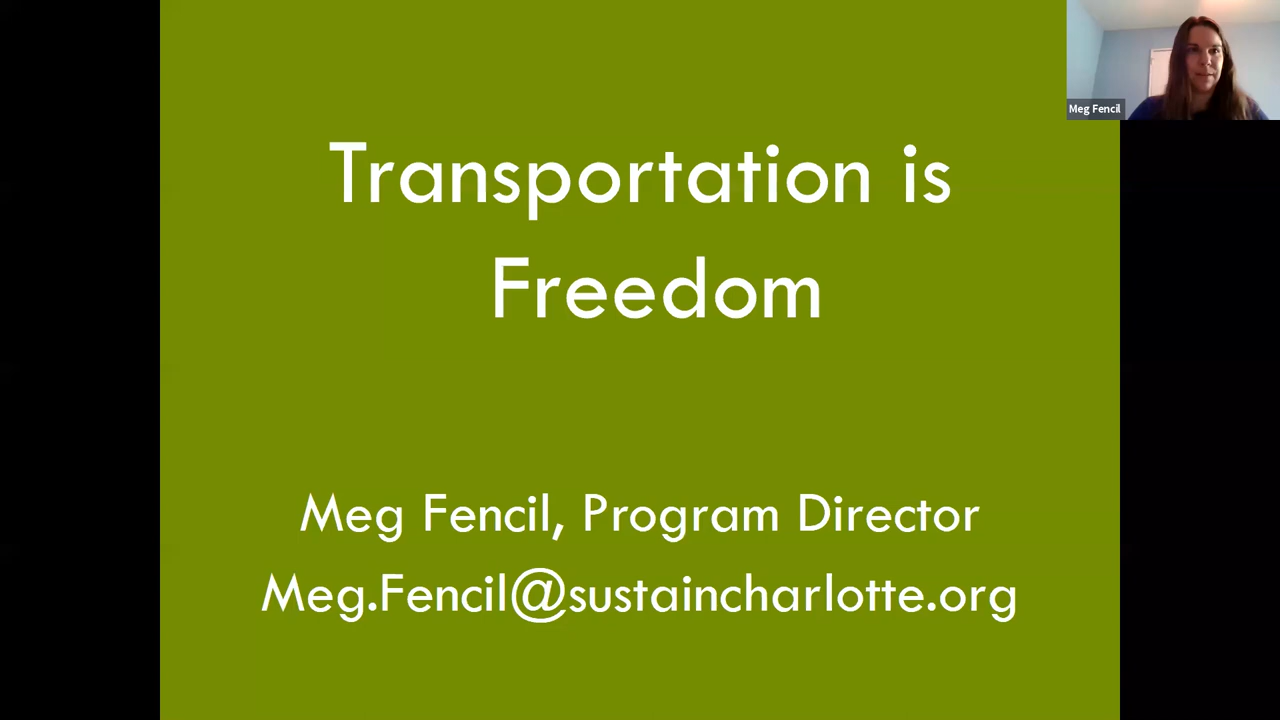 Transportation is
Freedom
Meg Fencil, Program Director
Meg.Fencil@sustaincharlotte.org
Meg Fencil